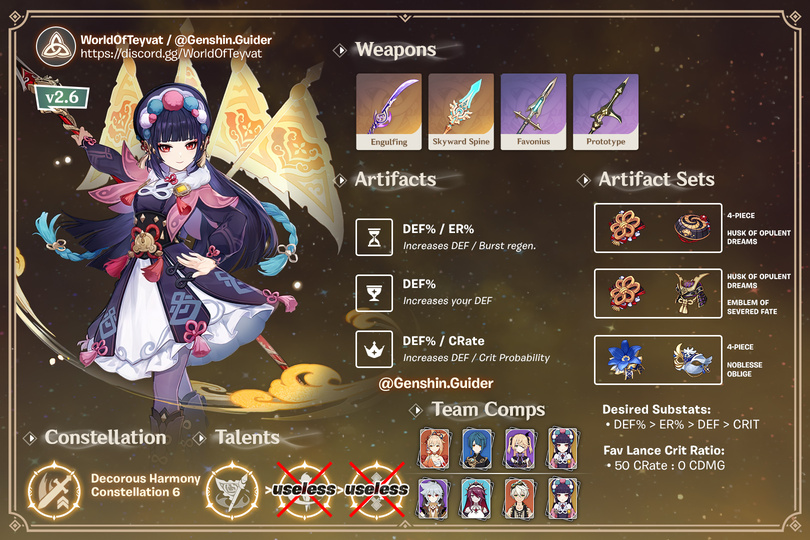 WorldOfTeyvat / @Genshin.Guider
https://discord.gg/WorldOfTeyvat
v2.6
Weapons
Engulfing
Skyward Spine
Favonius
Prototype
Artifacts
DEF% / ER%
Increases DEF / Burst regen.
DEF%
Increases your DEF
DEF% / CRate
Increases DEF / Crit Probability
@Genshin.Guider
Artifact Sets
4-PIECE
HUSK OF OPULENT
DREAMS
HUSK OF OPULENT
DREAMS
EMBLEM OF
SEVERED FATE
4-PIECE
NOBLESSE
OBLIGE
Desired Substats:
• DEF% > ER% > DEF > CRIT
Fav Lance Crit Ratio:
• 50 CRate : 0 CDMG
Team Comps
Constellation
Decorous Harmony
Constellation 6
Talents
>useless>useless